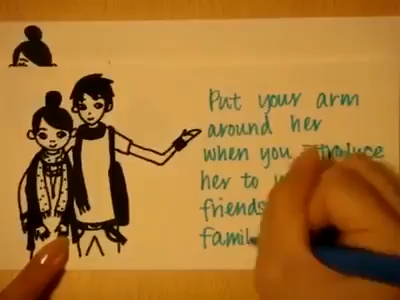 Put your arm
around her
when you
her to
friends